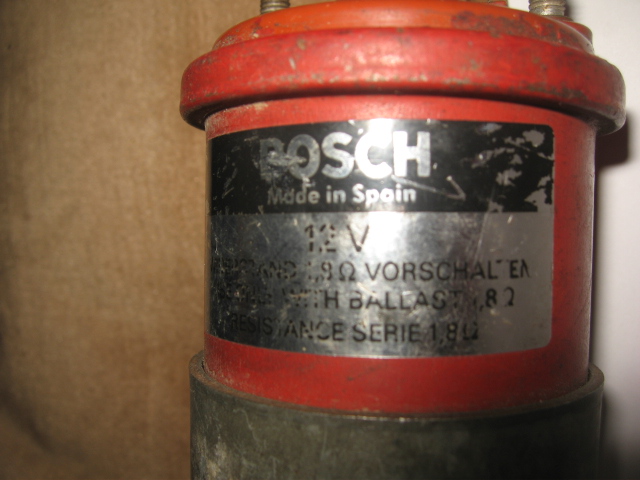 BOSCH
Made in Spain
12 V
1,8 Ω VORSCHALTEN
WITH BALLAST 1,8 Ω
RESISTANCE SERIE 1,8 Ω